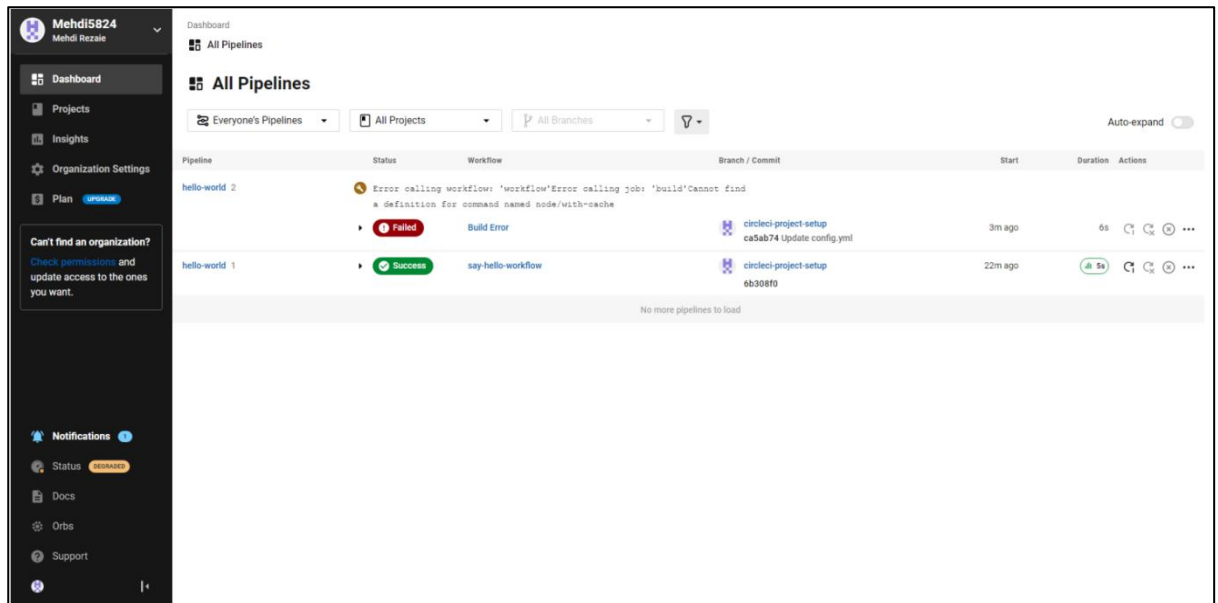 Mehdi5824
Mehdi Rezaie
Dashboard
Projects
Insights
Organization Settings
Plan UPGRADE
Can't find an organization?
Check permissions and
update access to the ones
you want.
Notifications 1
Status DEGRADED
Docs
Orbs
Support
Dashboard
All Pipelines
All Pipelines
Everyone's Pipelines All Projects All Branches Auto-expand
Pipeline Status Workflow Branch / Commit Start Duration Actions
hello-world 2 Error calling workflow: 'workflow'Error calling job: 'build'Cannot find
a definition for command named node/with-cache
Failed Build Error circleci-project-setup 3m ago 6s
ca5ab74 Update config.yml
hello-world 1 Success say-hello-workflow circleci-project-setup 22m ago 5s
6b308f0
No more pipelines to load